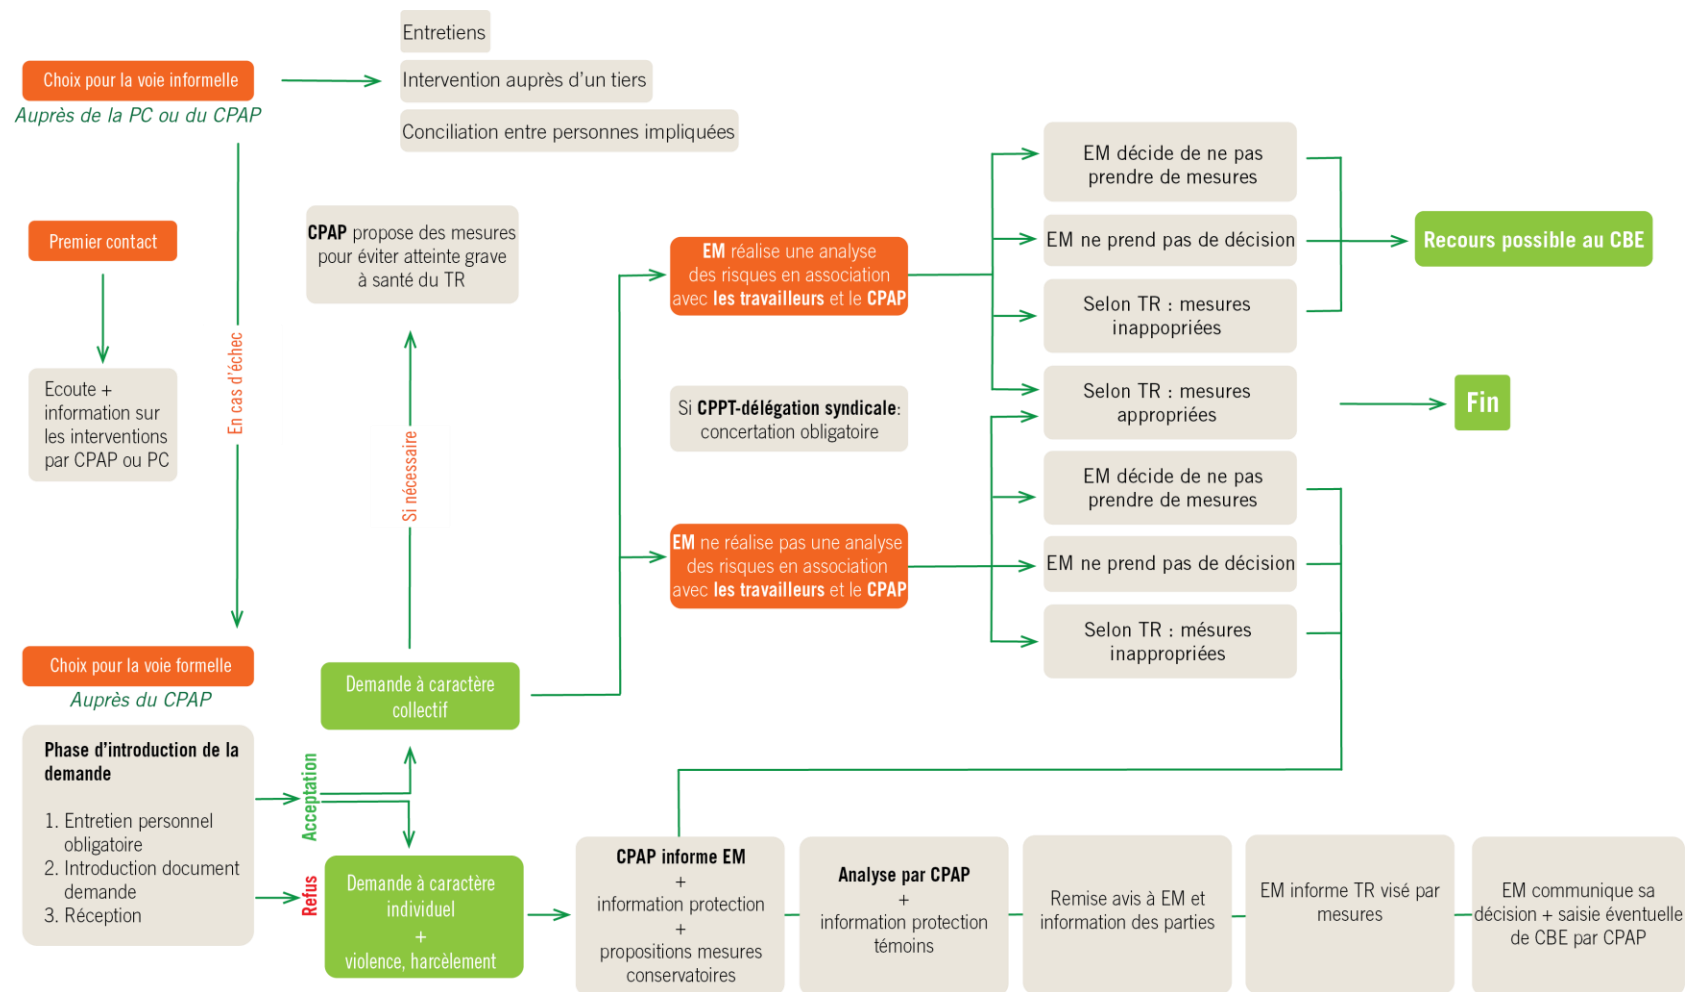 Choix pour la voie informelle
Auprès de la PC ou du CPAP
Entretiens
Intervention auprès d'un tiers
Conciliation entre personnes impliquées
Premier contact
Ecoute +
information sur
les interventions
par CPAP ou PC
En cas d'échec
Choix pour la voie formelle
Auprès du CPAP
Phase d'introduction de la
demande
1. Entretien personnel
obligatoire
2. Introduction document
demande
3. Réception
Acceptation
Refus
CPAP propose des mesures
pour éviter atteinte grave
à santé du TR
Si nécessaire
Demande à caractère
collectif
Demande à caractère
individuel
+
violence, harcèlement
EM réalise une analyse
des risques en association
avec les travailleurs et le CPAP
Si CPPT-délégation syndicale:
concertation obligatoire
EM ne réalise pas une analyse
des risques en association
avec les travailleurs et le CPAP
EM décide de ne pas
prendre de mesures
EM ne prend pas de décision
Selon TR : mesures
inappopriées
Selon TR : mesures
appropriées
EM décide de ne pas
prendre de mesures
EM ne prend pas de décision
Selon TR : mésures
inappropriées
Recours possible au CBE
Fin
CPAP informe EM
+
information protection
+
propositions mesures
conservatoires
Analyse par CPAP
+
information protection
témoins
Remise avis à EM et
information des parties
EM informe TR visé par
mesures
EM communique sa
décision + saisie éventuelle
de CBE par CPAP